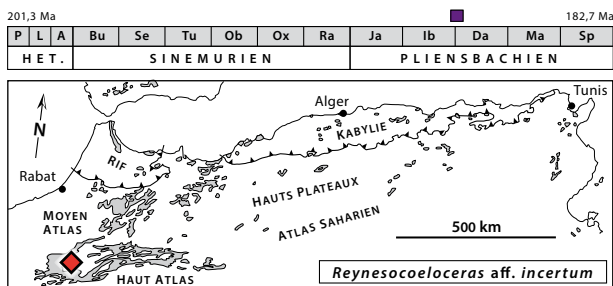 201,3 Ma 182,7 Ma
P L A Bu Se Tu Ob Ox Ra Ja Ib Da Ma Sp
HET. SINEMURIEN PLIENSBACHIEN
Tunis
Alger
KABYLIE
N
RIF
Rabat
HAUTS PLATEAUX
MOYEN
ATLAS
ATLAS SAHARIEN
500 km
HAUT ATLAS
Reynesocoeloceras aff. incertum